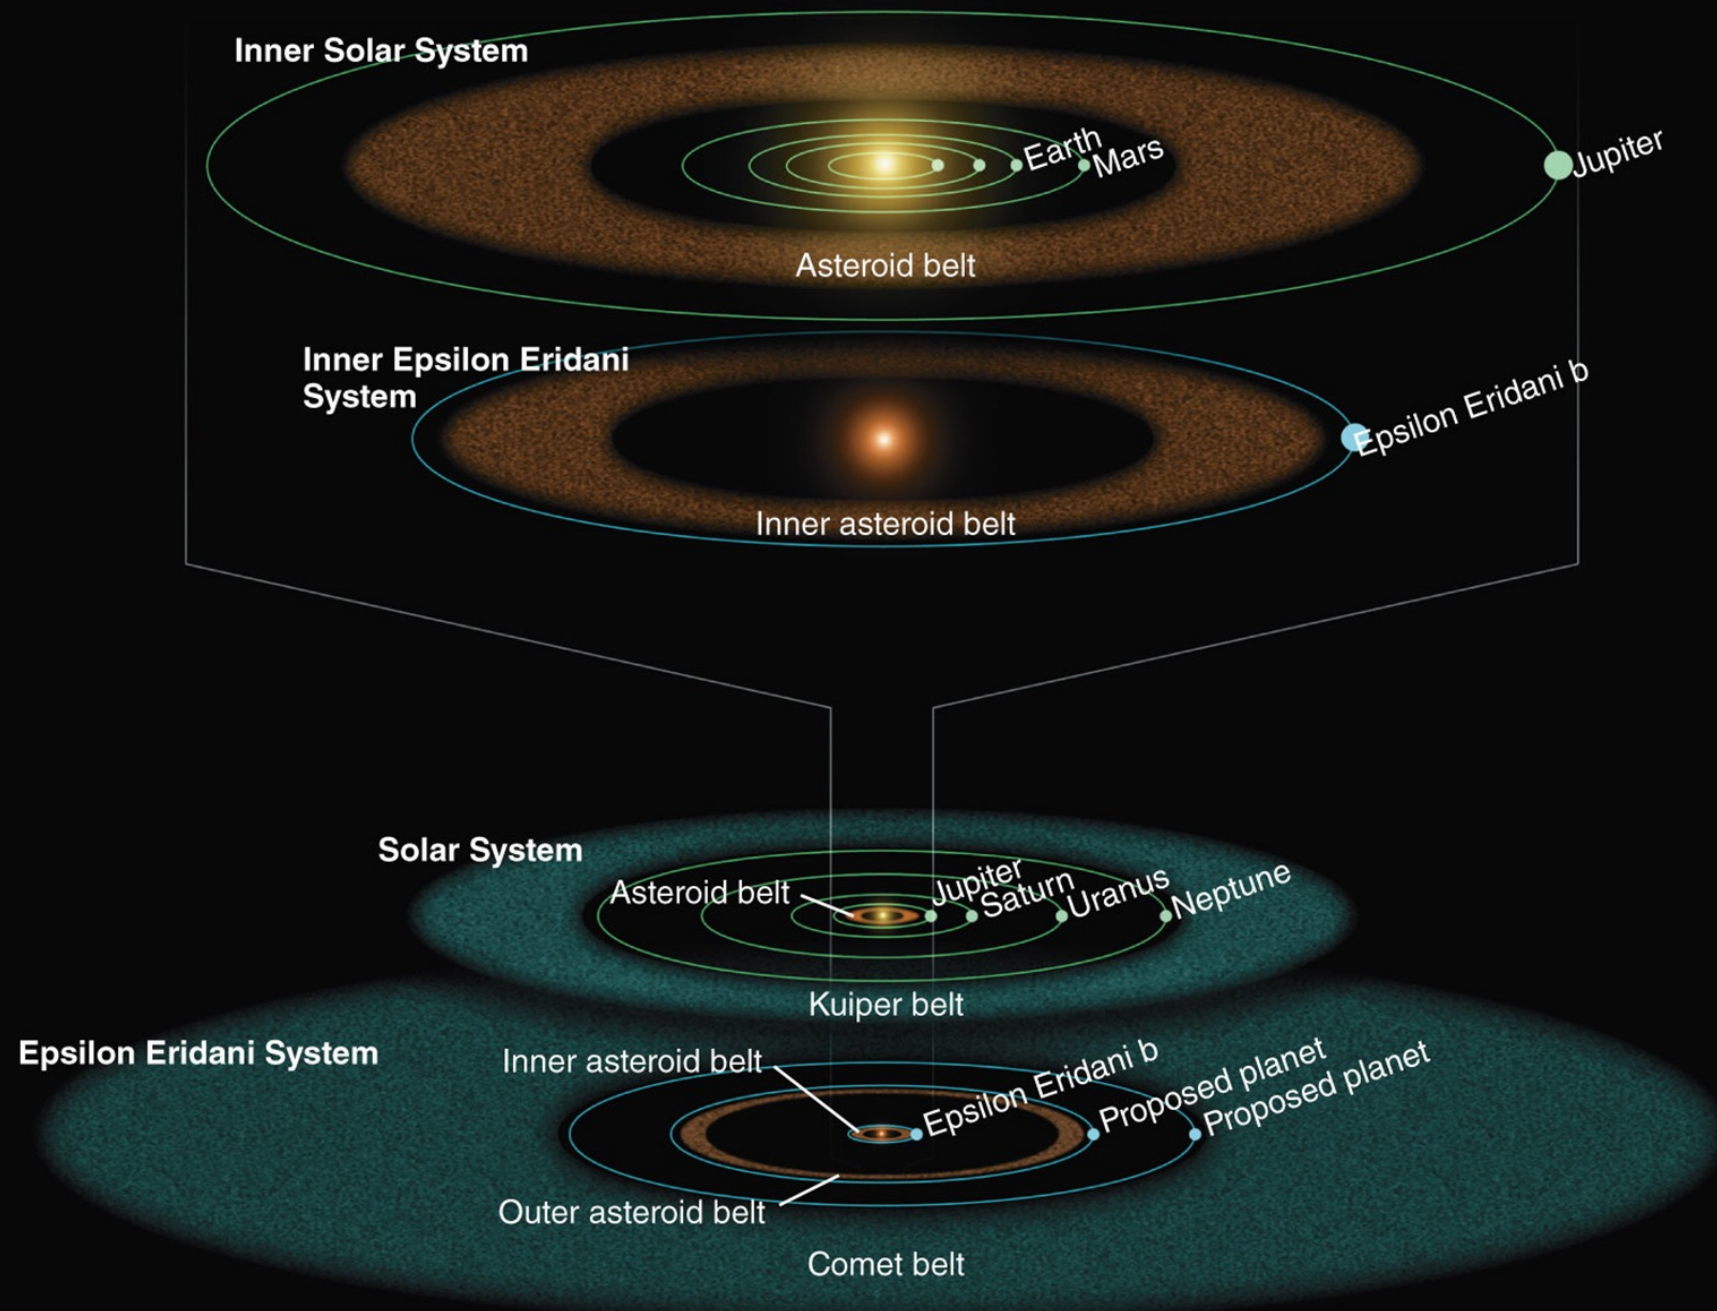 Inner Solar System
Earth
Mars
Jupiter
Asteroid belt
Inner Epsilon Eridani
System
Epsilon Eridani b
Inner asteroid belt
Solar System
Asteroid belt
Jupiter
Saturn
Uranus
Neptune
Kuiper belt
Epsilon Eridani System
Inner asteroid belt
Epsilon Eridani b
Proposed planet
Proposed planet
Outer asteroid belt
Comet belt